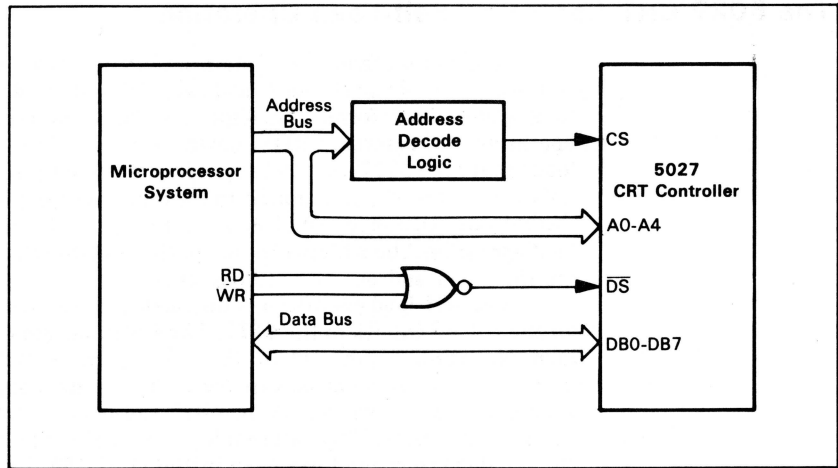 Microprocessor
System
Address
Bus
Address
Decode
Logic
CS
5027
CRT Controller
A0-A4
RD
WR
DS
Data Bus
DB0-DB7